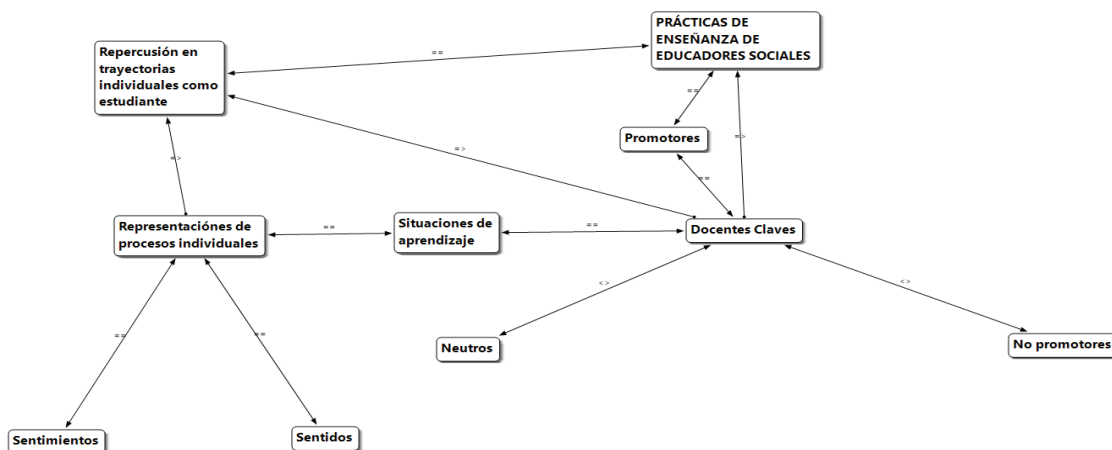 PRÁCTICAS DE
ENSEÑANZA DE
EDUCADORES SOCIALES
Repercusión en
trayectorias
individuales como
estudiante
==
==
Promotores
=>
=>
=>
==
Representaciónes de
procesos individuales
==
Situaciones de
aprendizaje
==
Docentes Claves
<>
<>
==
==
Neutros
No promotores
Sentimientos
Sentidos